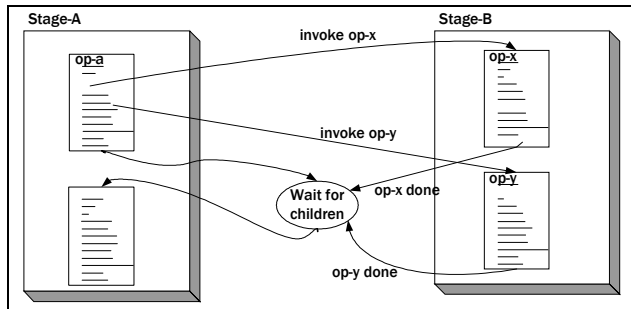 Stage-A
Stage-B
op-a
invoke op-x
op-x
invoke op-y
op-y
Wait for
children
op-x done
op-y done